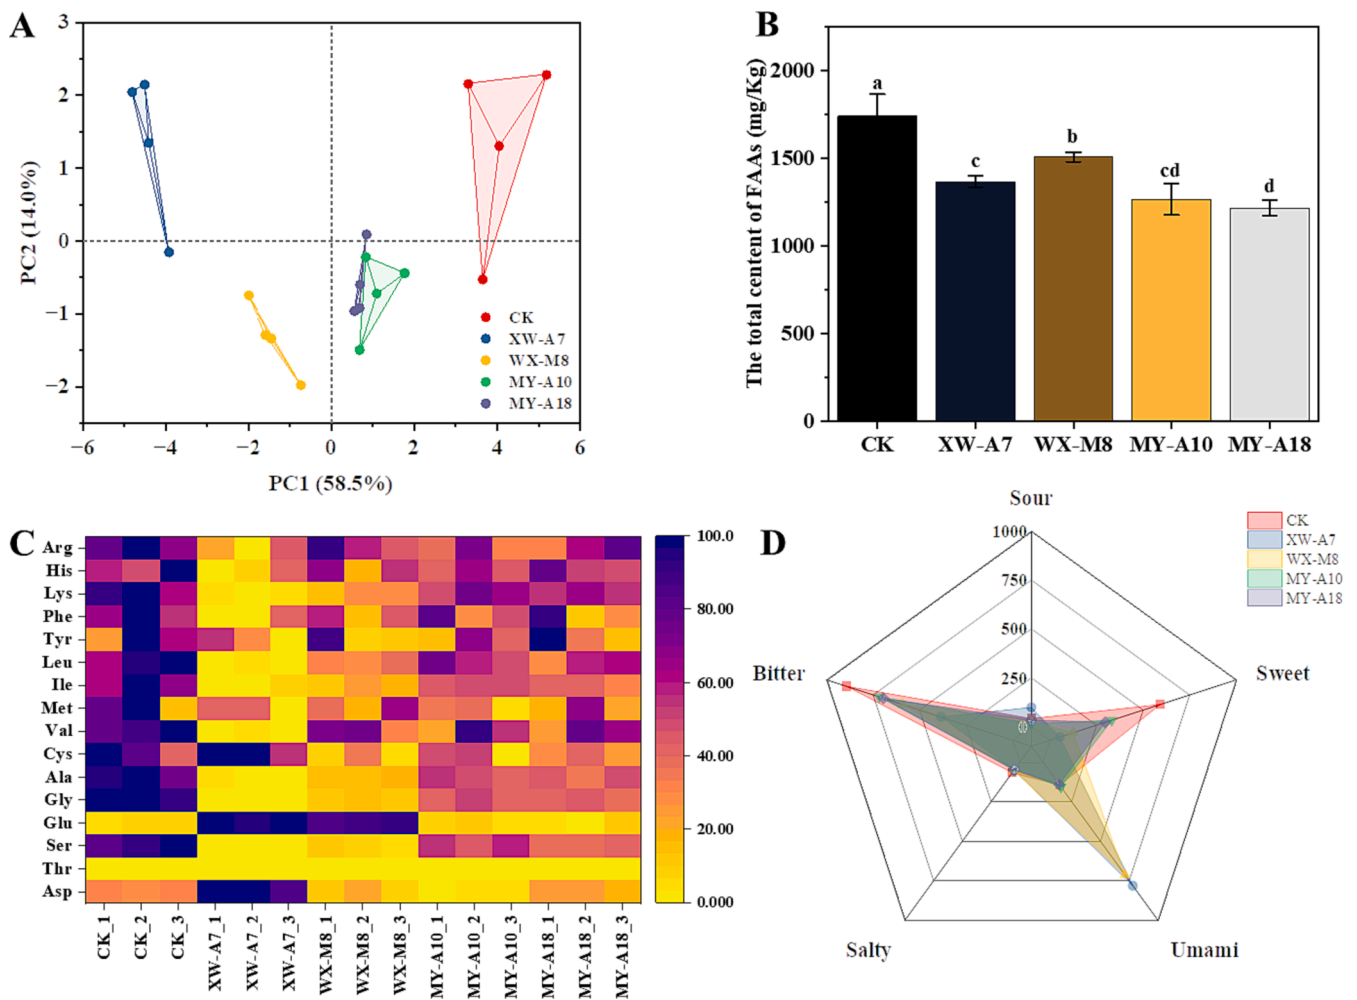 A
3
2
1
0
−1
−2
−6
−4
−2
0
2
4
6
PC2 (14.0%)
PC1 (58.5%)
CK
XW-A7
WX-M8
MY-A10
MY-A18
B
The total centent of FAAs (mg/Kg)
2000
1500
1000
500
0
a
c
b
cd
d
CK
XW-A7
WX-M8
MY-A10
MY-A18
C
Arg
His
Lys
Phe
Tyr
Leu
Ile
Met
Val
Cys
Ala
Gly
Glu
Ser
Thr
Asp
CK_1
CK_2
CK_3
XW-A7_1
XW-A7_2
XW-A7_3
WX-M8_1
WX-M8_2
WX-M8_3
MY-A10_1
MY-A10_2
MY-A10_3
MY-A18_1
MY-A18_2
MY-A18_3
100.0
80.00
60.00
40.00
20.00
0.000
D
Sour
1000
750
500
250
0
Bitter
Sweet
Salty
Umami
CK
XW-A7
WX-M8
MY-A10
MY-A18